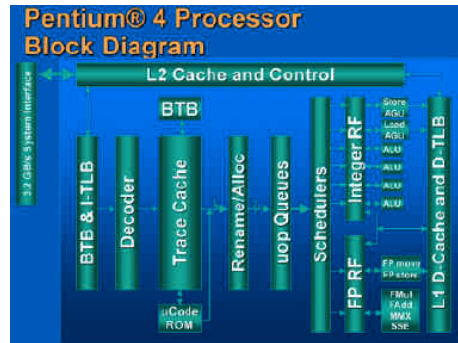 Pentium® 4 Processor
Block Diagram
3.2 GB/s System Interface
L2 Cache and Control
BTB
BTB & I-TLB
Decoder
Trace Cache
µCode
ROM
Rename/Alloc
uop Queues
Schedulers
Integer RF
FP RF
Store
AGU
Load
AGU
ALU
ALU
ALU
ALU
FP move
FP store
FMul
FAdd
MMX
SSE
L1 D-Cache and D-TLB